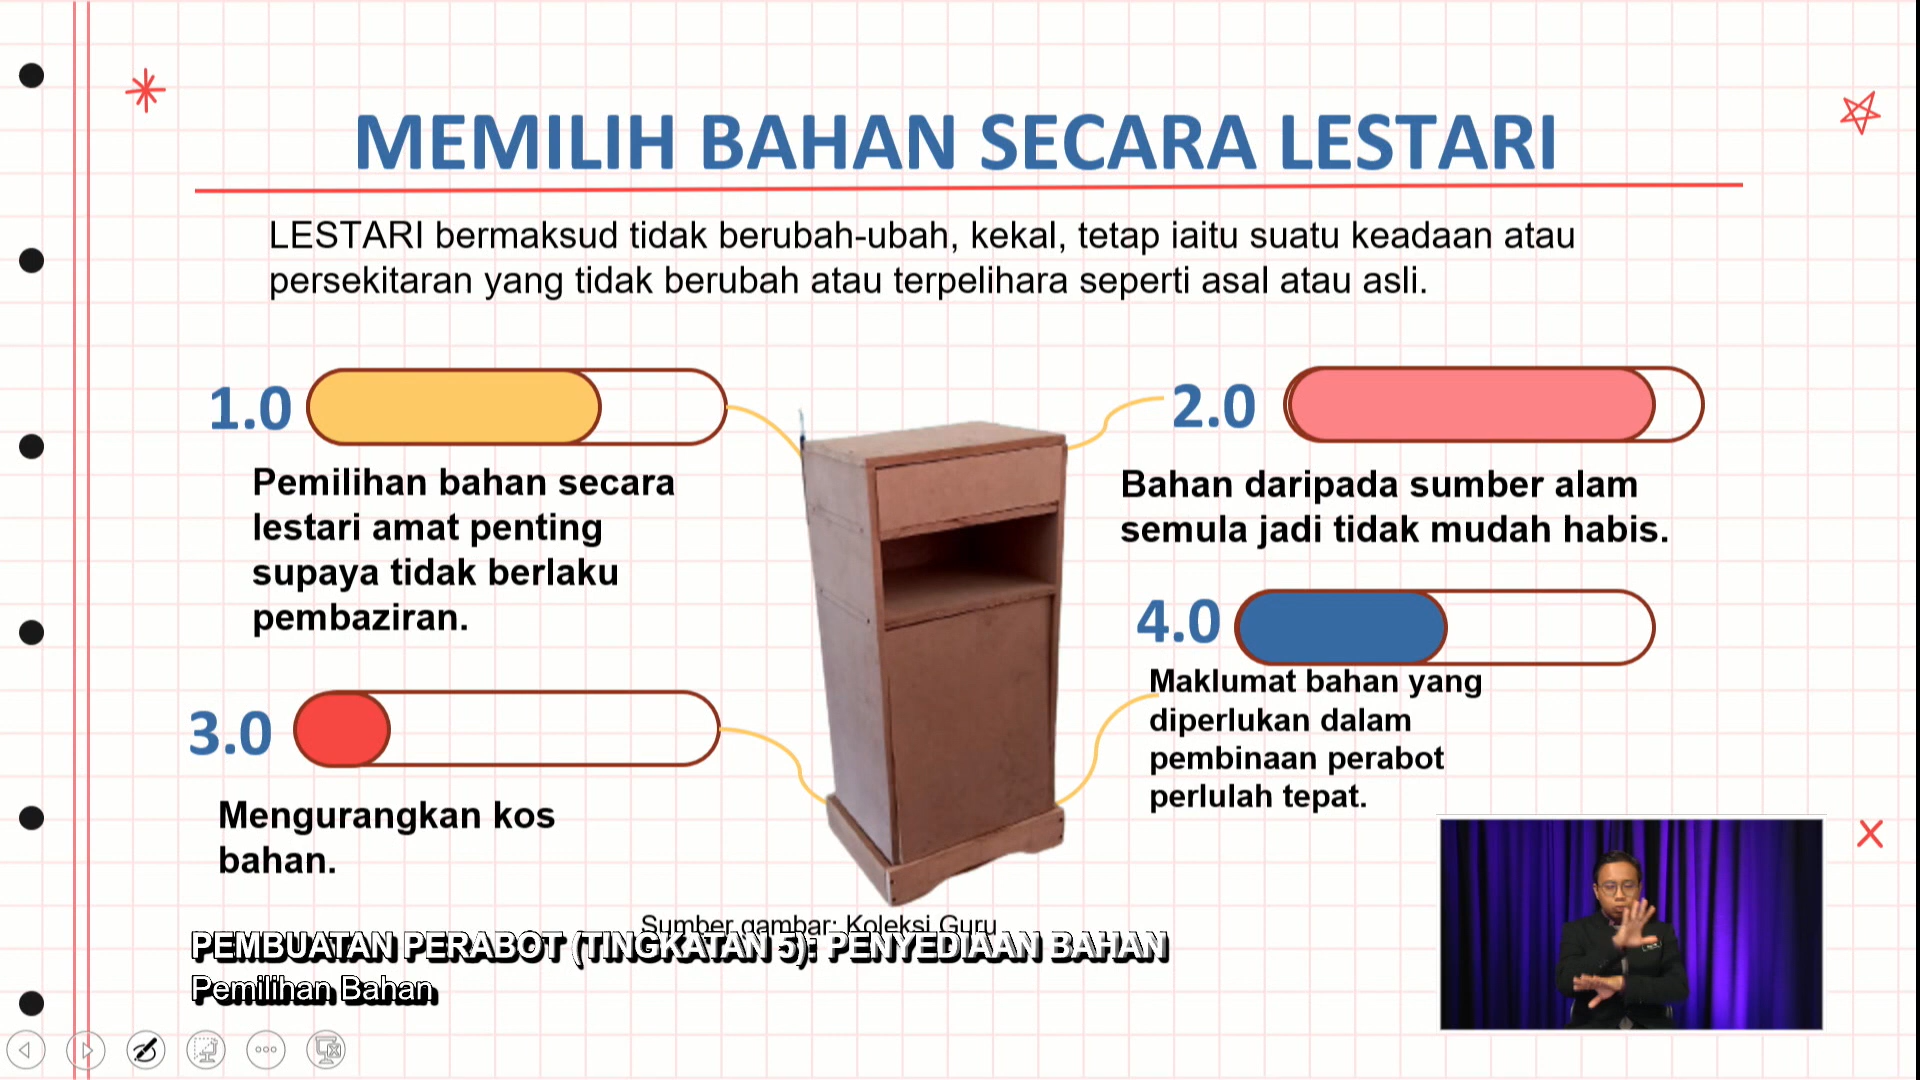 MEMILIH BAHAN SECARA LESTARI
LESTARI bermaksud tidak berubah-ubah, kekal, tetap iaitu suatu keadaan atau
persekitaran yang tidak berubah atau terpelihara seperti asal atau asli.
1.0
Pemilihan bahan secara
lestari amat penting
supaya tidak berlaku
pembaziran.
2.0
Bahan daripada sumber alam
semula jadi tidak mudah habis.
3.0
Mengurangkan kos
bahan.
4.0
Maklumat bahan yang
diperlukan dalam
pembinaan perabot
perlulah tepat.
Sumber gambar: Koleksi Guru
PEMBUATAN PERABOT (TINGKATAN 5): PENYEDIAAN BAHAN
Pemilihan Bahan